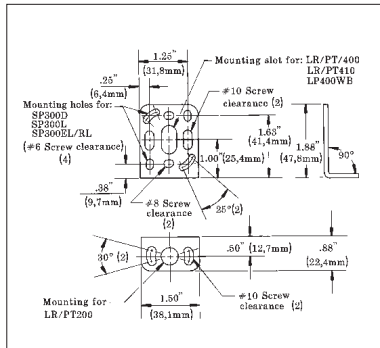 1.25"
(31,8mm)
.25"
(6,4mm)
Mounting slot for: LR/PT/400
LR/PT410
LP400WB
#10 Screw
clearance (2)
Mounting holes for:
SP300D
SP300L
SP300EL/RL
(#6 Screw clearance)
(4)
1.63"
(41,4mm)
1.88"
(47,8mm)
90°
1.00"(25,4mm)
.38"
(9,7mm)
#8 Screw
clearance
(2)
25°(2)
30° (2)
.50" (12,7mm)
.88"
(22,4mm)
Mounting for
LR/PT200
1.50"
(38,1mm)
#10 Screw
clearance (2)